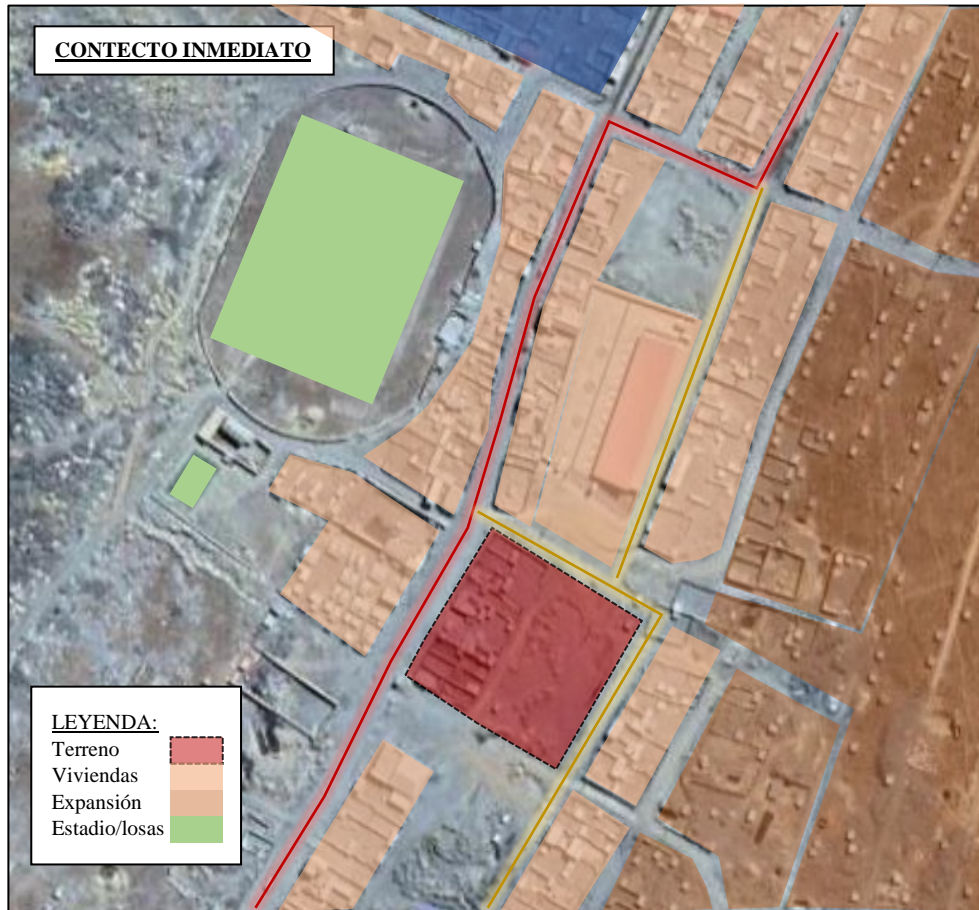 CONTECTO INMEDIATO
LEYENDA:
Terreno
Viviendas
Expansión
Estadio/losas